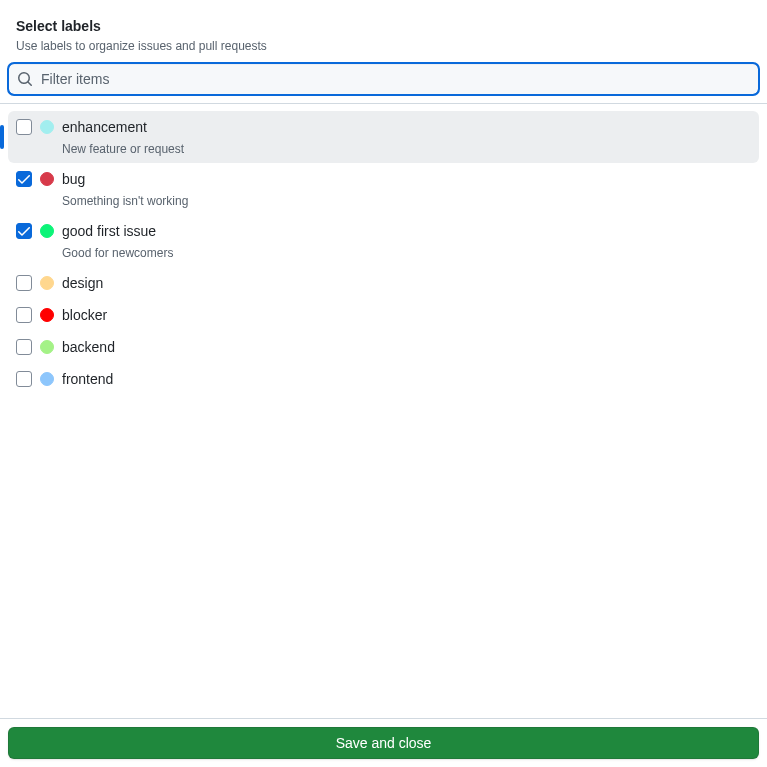 Select labels
Use labels to organize issues and pull requests
Filter items
enhancement
New feature or request
bug
Something isn't working
good first issue
Good for newcomers
design
blocker
backend
frontend
Save and close